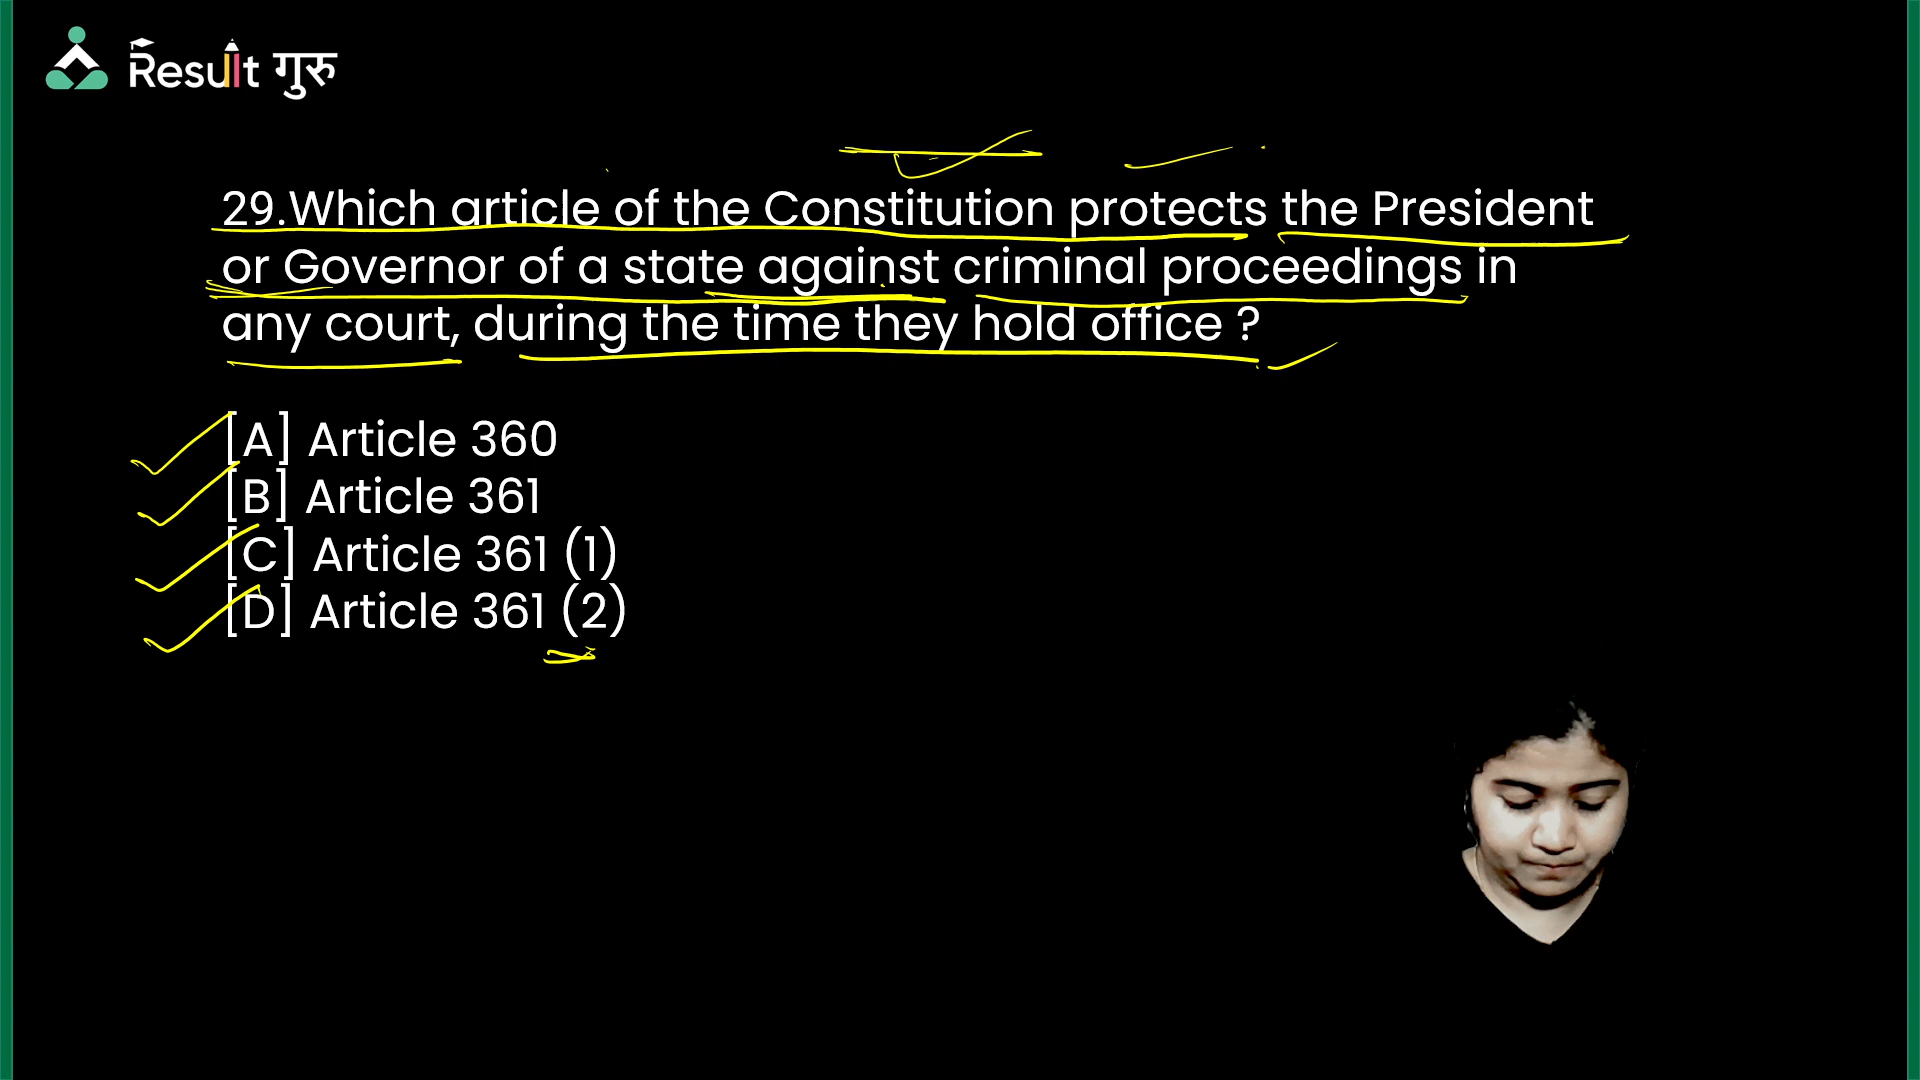 Result गुरु
29.Which article of the Constitution protects the President
or Governor of a state against criminal proceedings in
any court, during the time they hold office ?
[A] Article 360
[B] Article 361
[C] Article 361 (1)
[D] Article 361 (2)